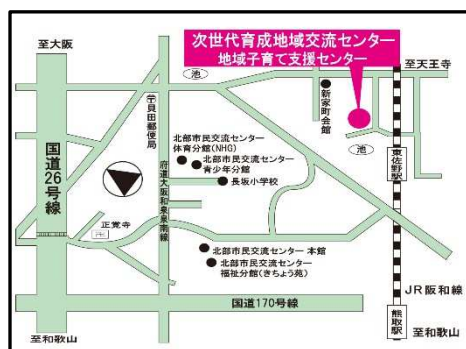 次世代育成地域交流センター
地域子育て支援センター
至大阪
至天王寺
池
新家町会館
〒貝田郵便局
北部市民交流センター
体育分館(NHG)
北部市民交流センター
青少年分館
池
東佐野駅
国道26号線
府道大阪和泉泉南線
長坂小学校
正覚寺
卍
北部市民交流センター 本館
北部市民交流センター
福祉分館(きちょう苑)
JR阪和線
国道170号線
熊取駅
至和歌山
至和歌山